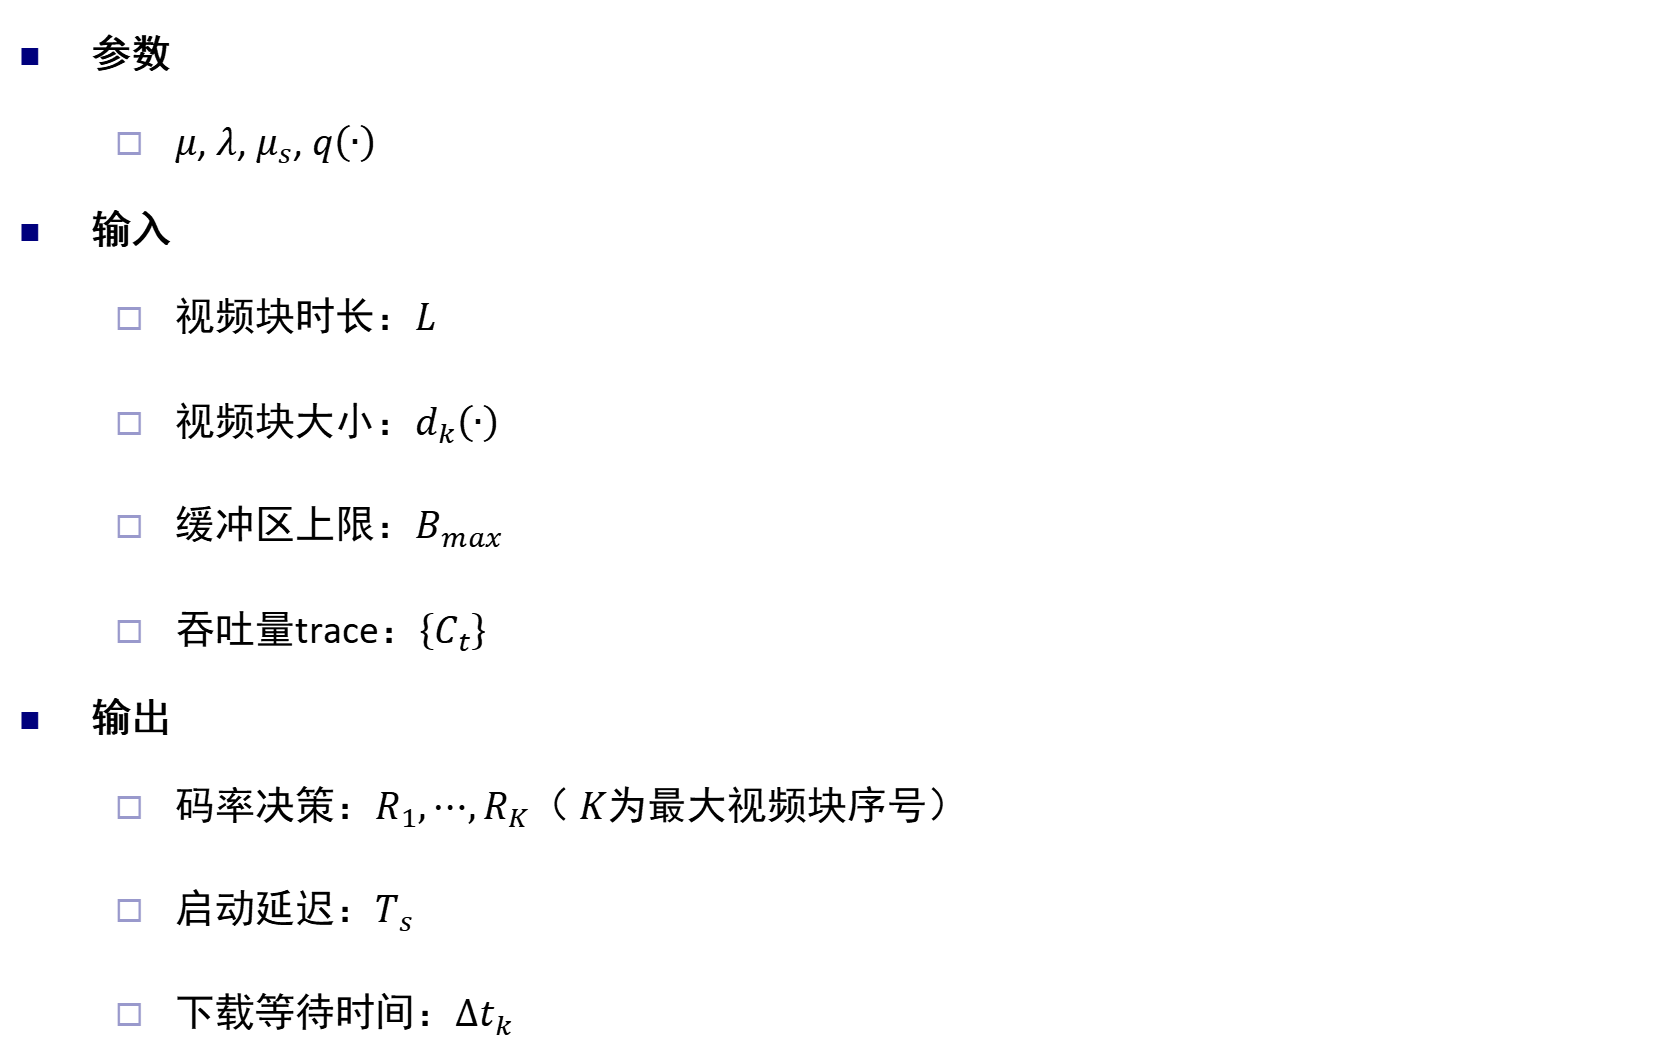 参数
μ, λ, μ_s, q(·)
输入
视频块时长：L
视频块大小：d_k(·)
缓冲区上限：B_max
吞吐量trace：{C_t}
输出
码率决策：R_1, ⋯, R_K（ K为最大视频块序号）
启动延迟：T_s
下载等待时间：Δt_k